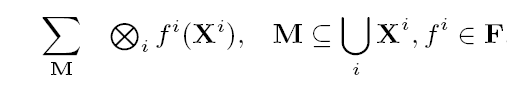 ∑_𝐌 ⨂_i f^i(𝐗^i), 𝐌 ⊆ ⋃_i 𝐗^i, f^i ∈ 𝐅.